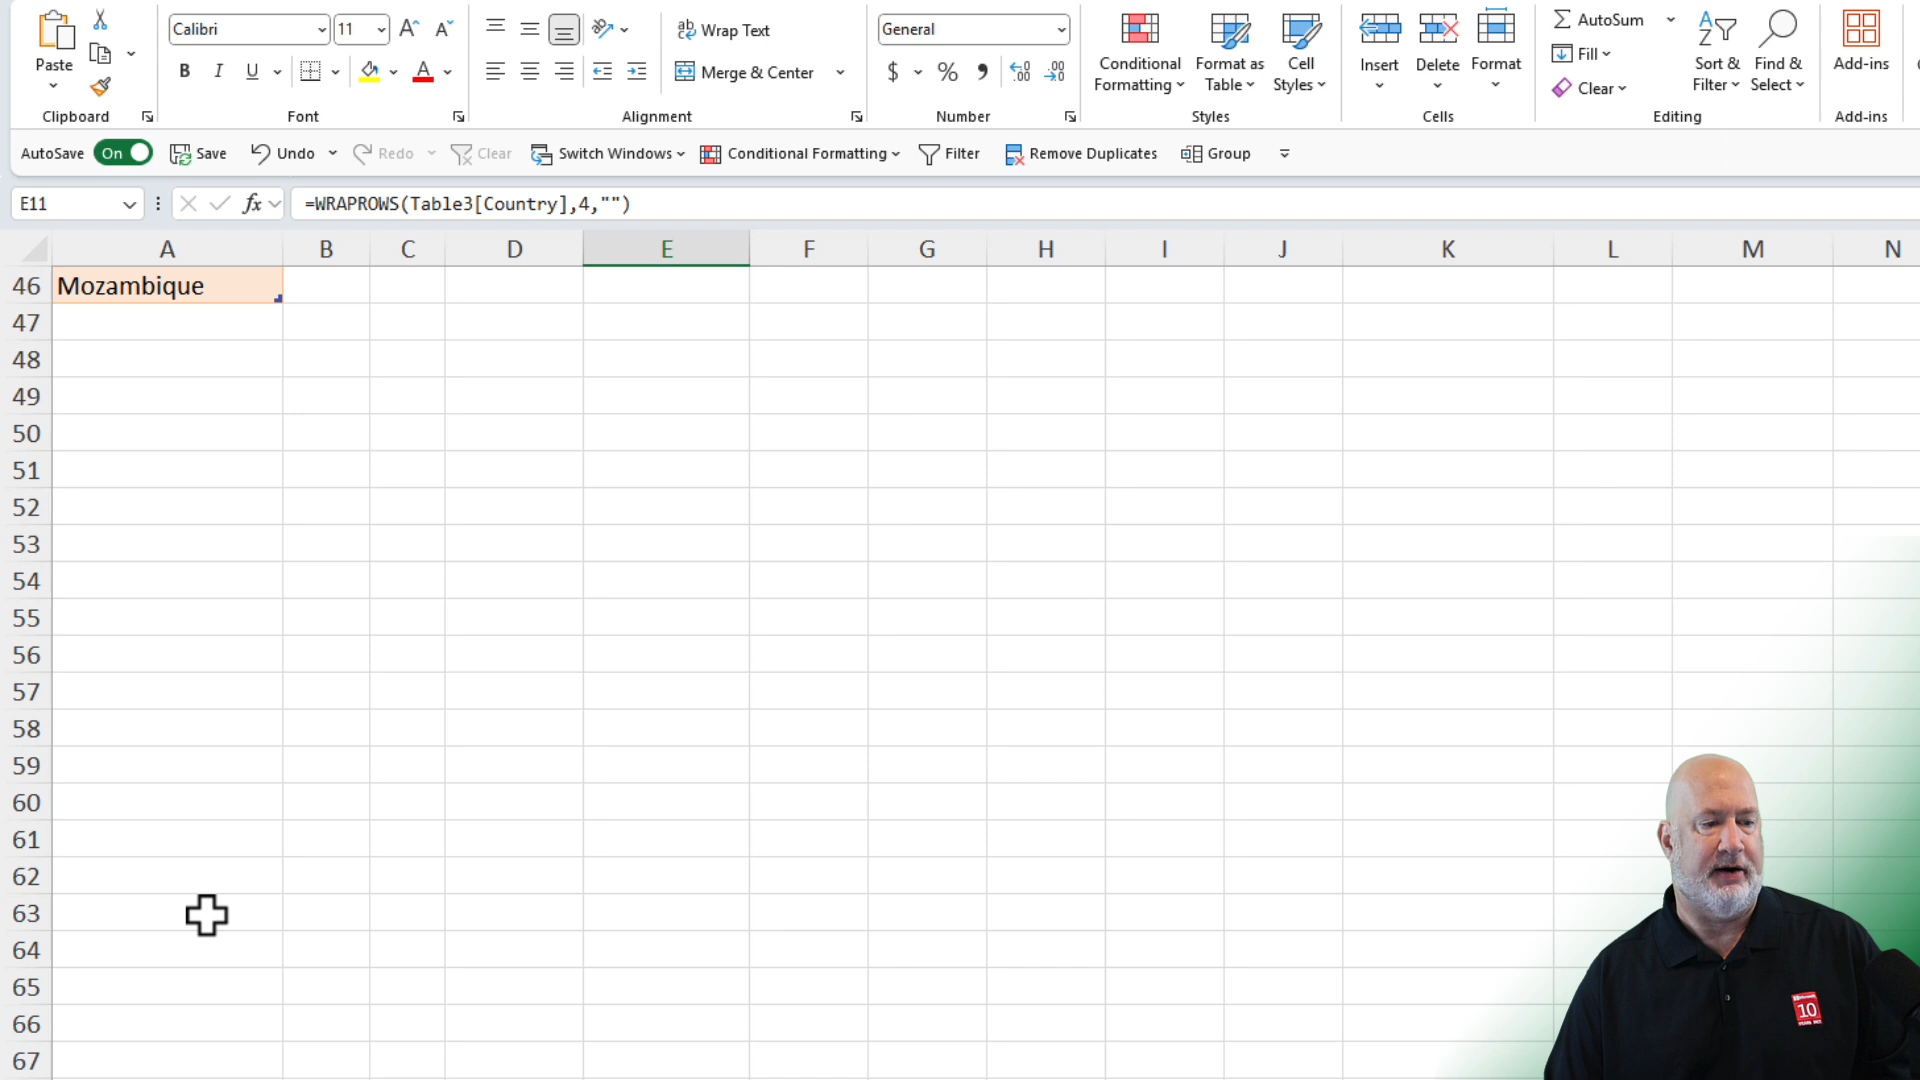 Paste
Clipboard
Calibri
11
B I U
Font
Wrap Text
Merge & Center
Alignment
General
$ % 9
Number
Conditional Formatting
Format as Table
Cell Styles
Styles
Insert
Delete
Format
Cells
AutoSum
Fill
Clear
Sort & Filter
Find & Select
Editing
Add-ins
Add-ins
AutoSave On Save Undo Redo Clear Switch Windows Conditional Formatting Filter Remove Duplicates Group
E11 fx =WRAPROWS(Table3[Country],4,"")
A B C D E F G H I J K L M N
46 Mozambique
47
48
49
50
51
52
53
54
55
56
57
58
59
60
61
62
63
64
65
66
67
10